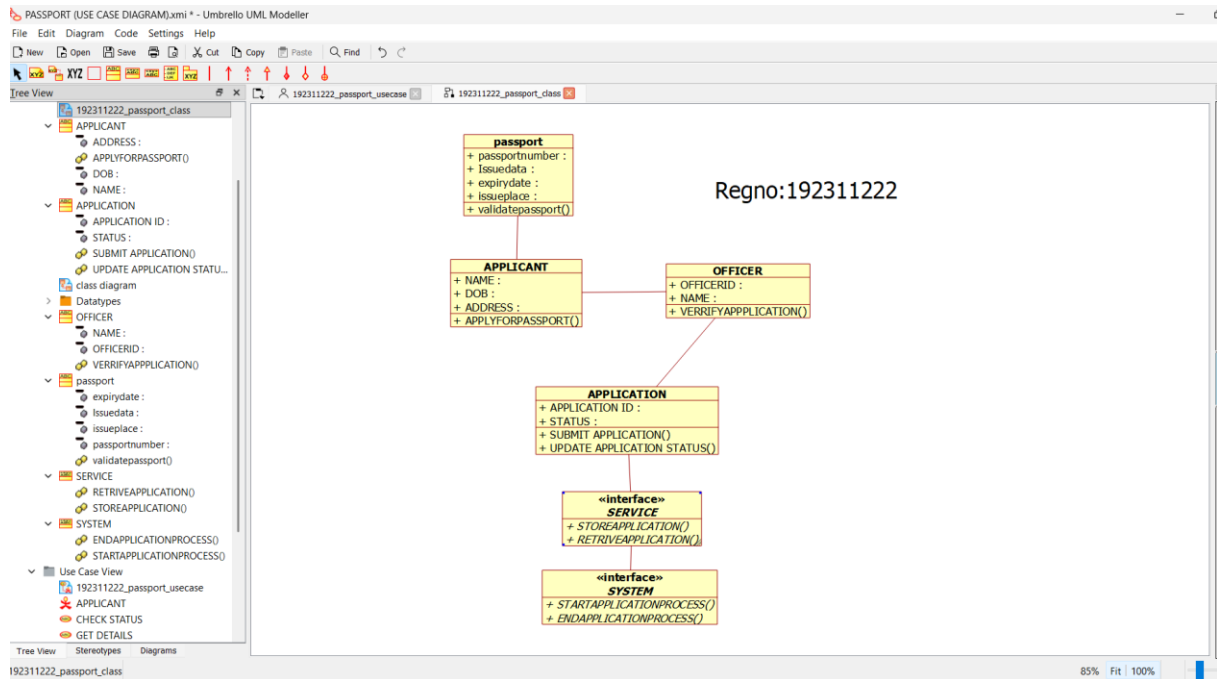 PASSPORT (USE CASE DIAGRAM).xmi * - Umbrello UML Modeller
File Edit Diagram Code Settings Help
New Open Save Cut Copy Paste Find
XYZ
Tree View
192311222_passport_usecase
192311222_passport_class
192311222_passport_class
APPLICANT
ADDRESS :
APPLYFORPASSPORT()
DOB :
NAME :
APPLICATION
APPLICATION ID :
STATUS :
SUBMIT APPLICATION()
UPDATE APPLICATION STATU...
class diagram
Datatypes
OFFICER
NAME :
OFFICERID :
VERRIFYAPPPLICATION()
passport
expirydate :
Issuedata :
issueplace :
passportnumber :
validatepassport()
SERVICE
RETRIVEAPPLICATION()
STOREAPPLICATION()
SYSTEM
ENDAPPLICATIONPROCESS()
STARTAPPLICATIONPROCESS()
Use Case View
192311222_passport_usecase
APPLICANT
CHECK STATUS
GET DETAILS
Tree View Stereotypes Diagrams
passport
+ passportnumber :
+ Issuedata :
+ expirydate :
+ issueplace :
+ validatepassport()
Regno:192311222
APPLICANT
+ NAME :
+ DOB :
+ ADDRESS :
+ APPLYFORPASSPORT()
OFFICER
+ OFFICERID :
+ NAME :
+ VERRIFYAPPPLICATION()
APPLICATION
+ APPLICATION ID :
+ STATUS :
+ SUBMIT APPLICATION()
+ UPDATE APPLICATION STATUS()
«interface»
SERVICE
+ STOREAPPLICATION()
+ RETRIVEAPPLICATION()
«interface»
SYSTEM
+ STARTAPPLICATIONPROCESS()
+ ENDAPPLICATIONPROCESS()
192311222_passport_class
85% Fit 100%